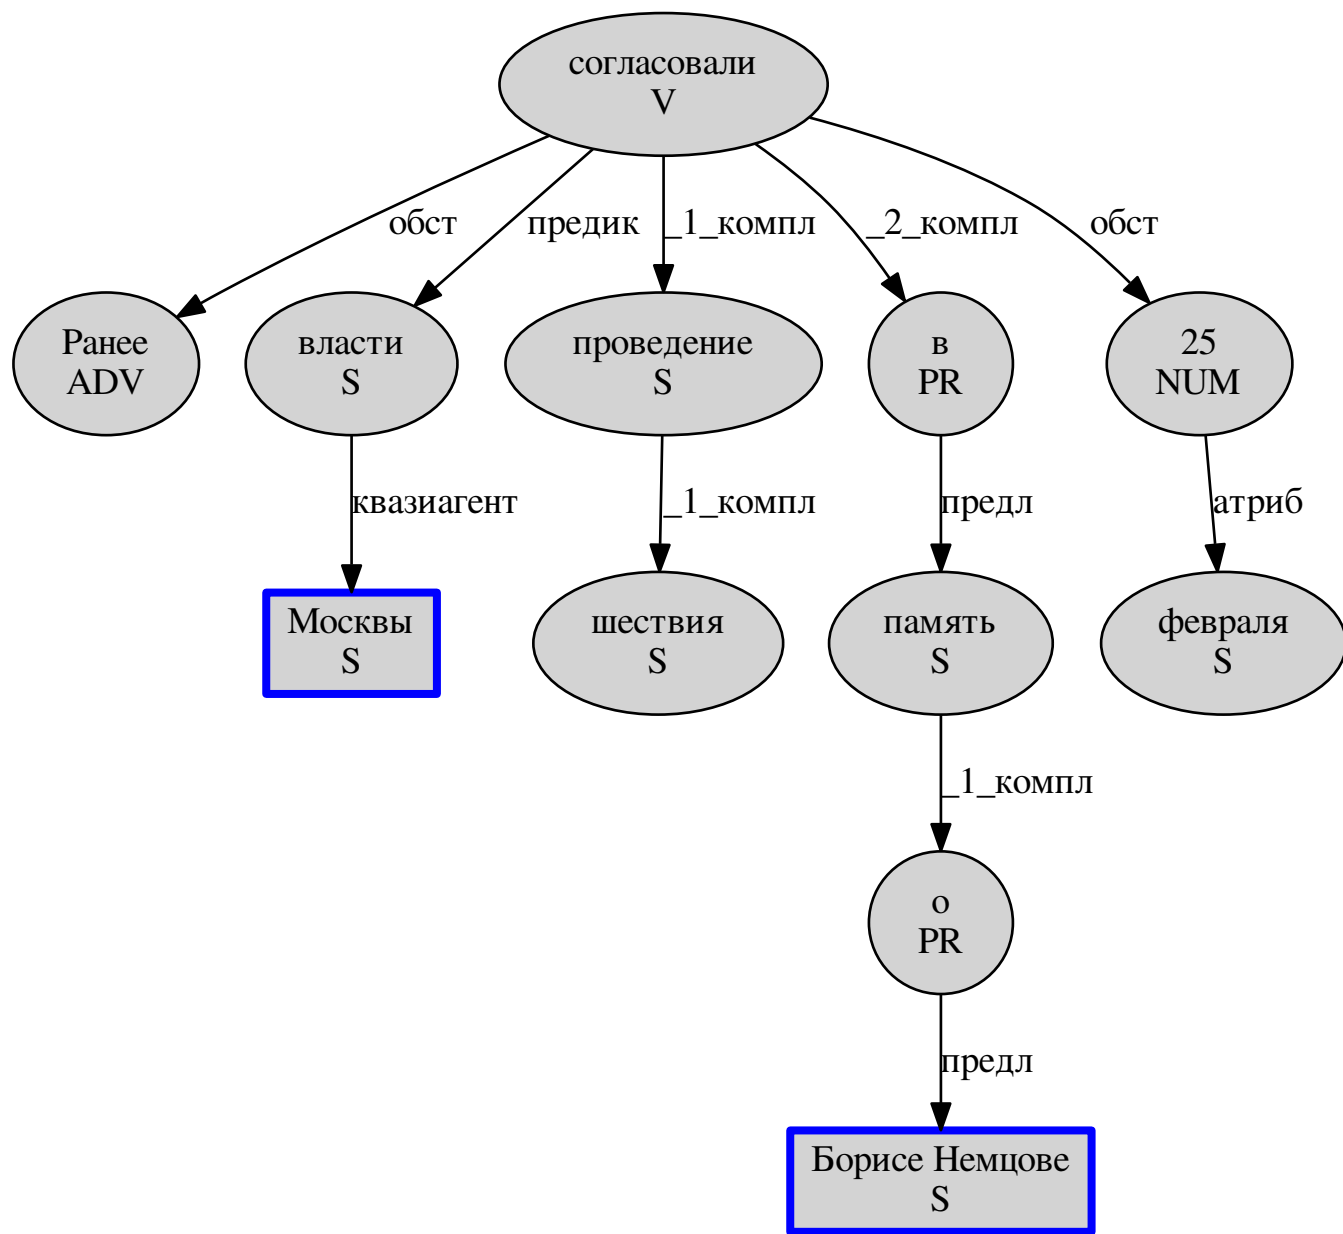 согласовали
V
обст
предик
_1_компл
_2_компл
обст
Ранее
ADV
власти
S
проведение
S
в
PR
25
NUM
квазиагент
_1_компл
предл
атриб
Москвы
S
шествия
S
память
S
февраля
S
_1_компл
о
PR
предл
Борисе Немцове
S